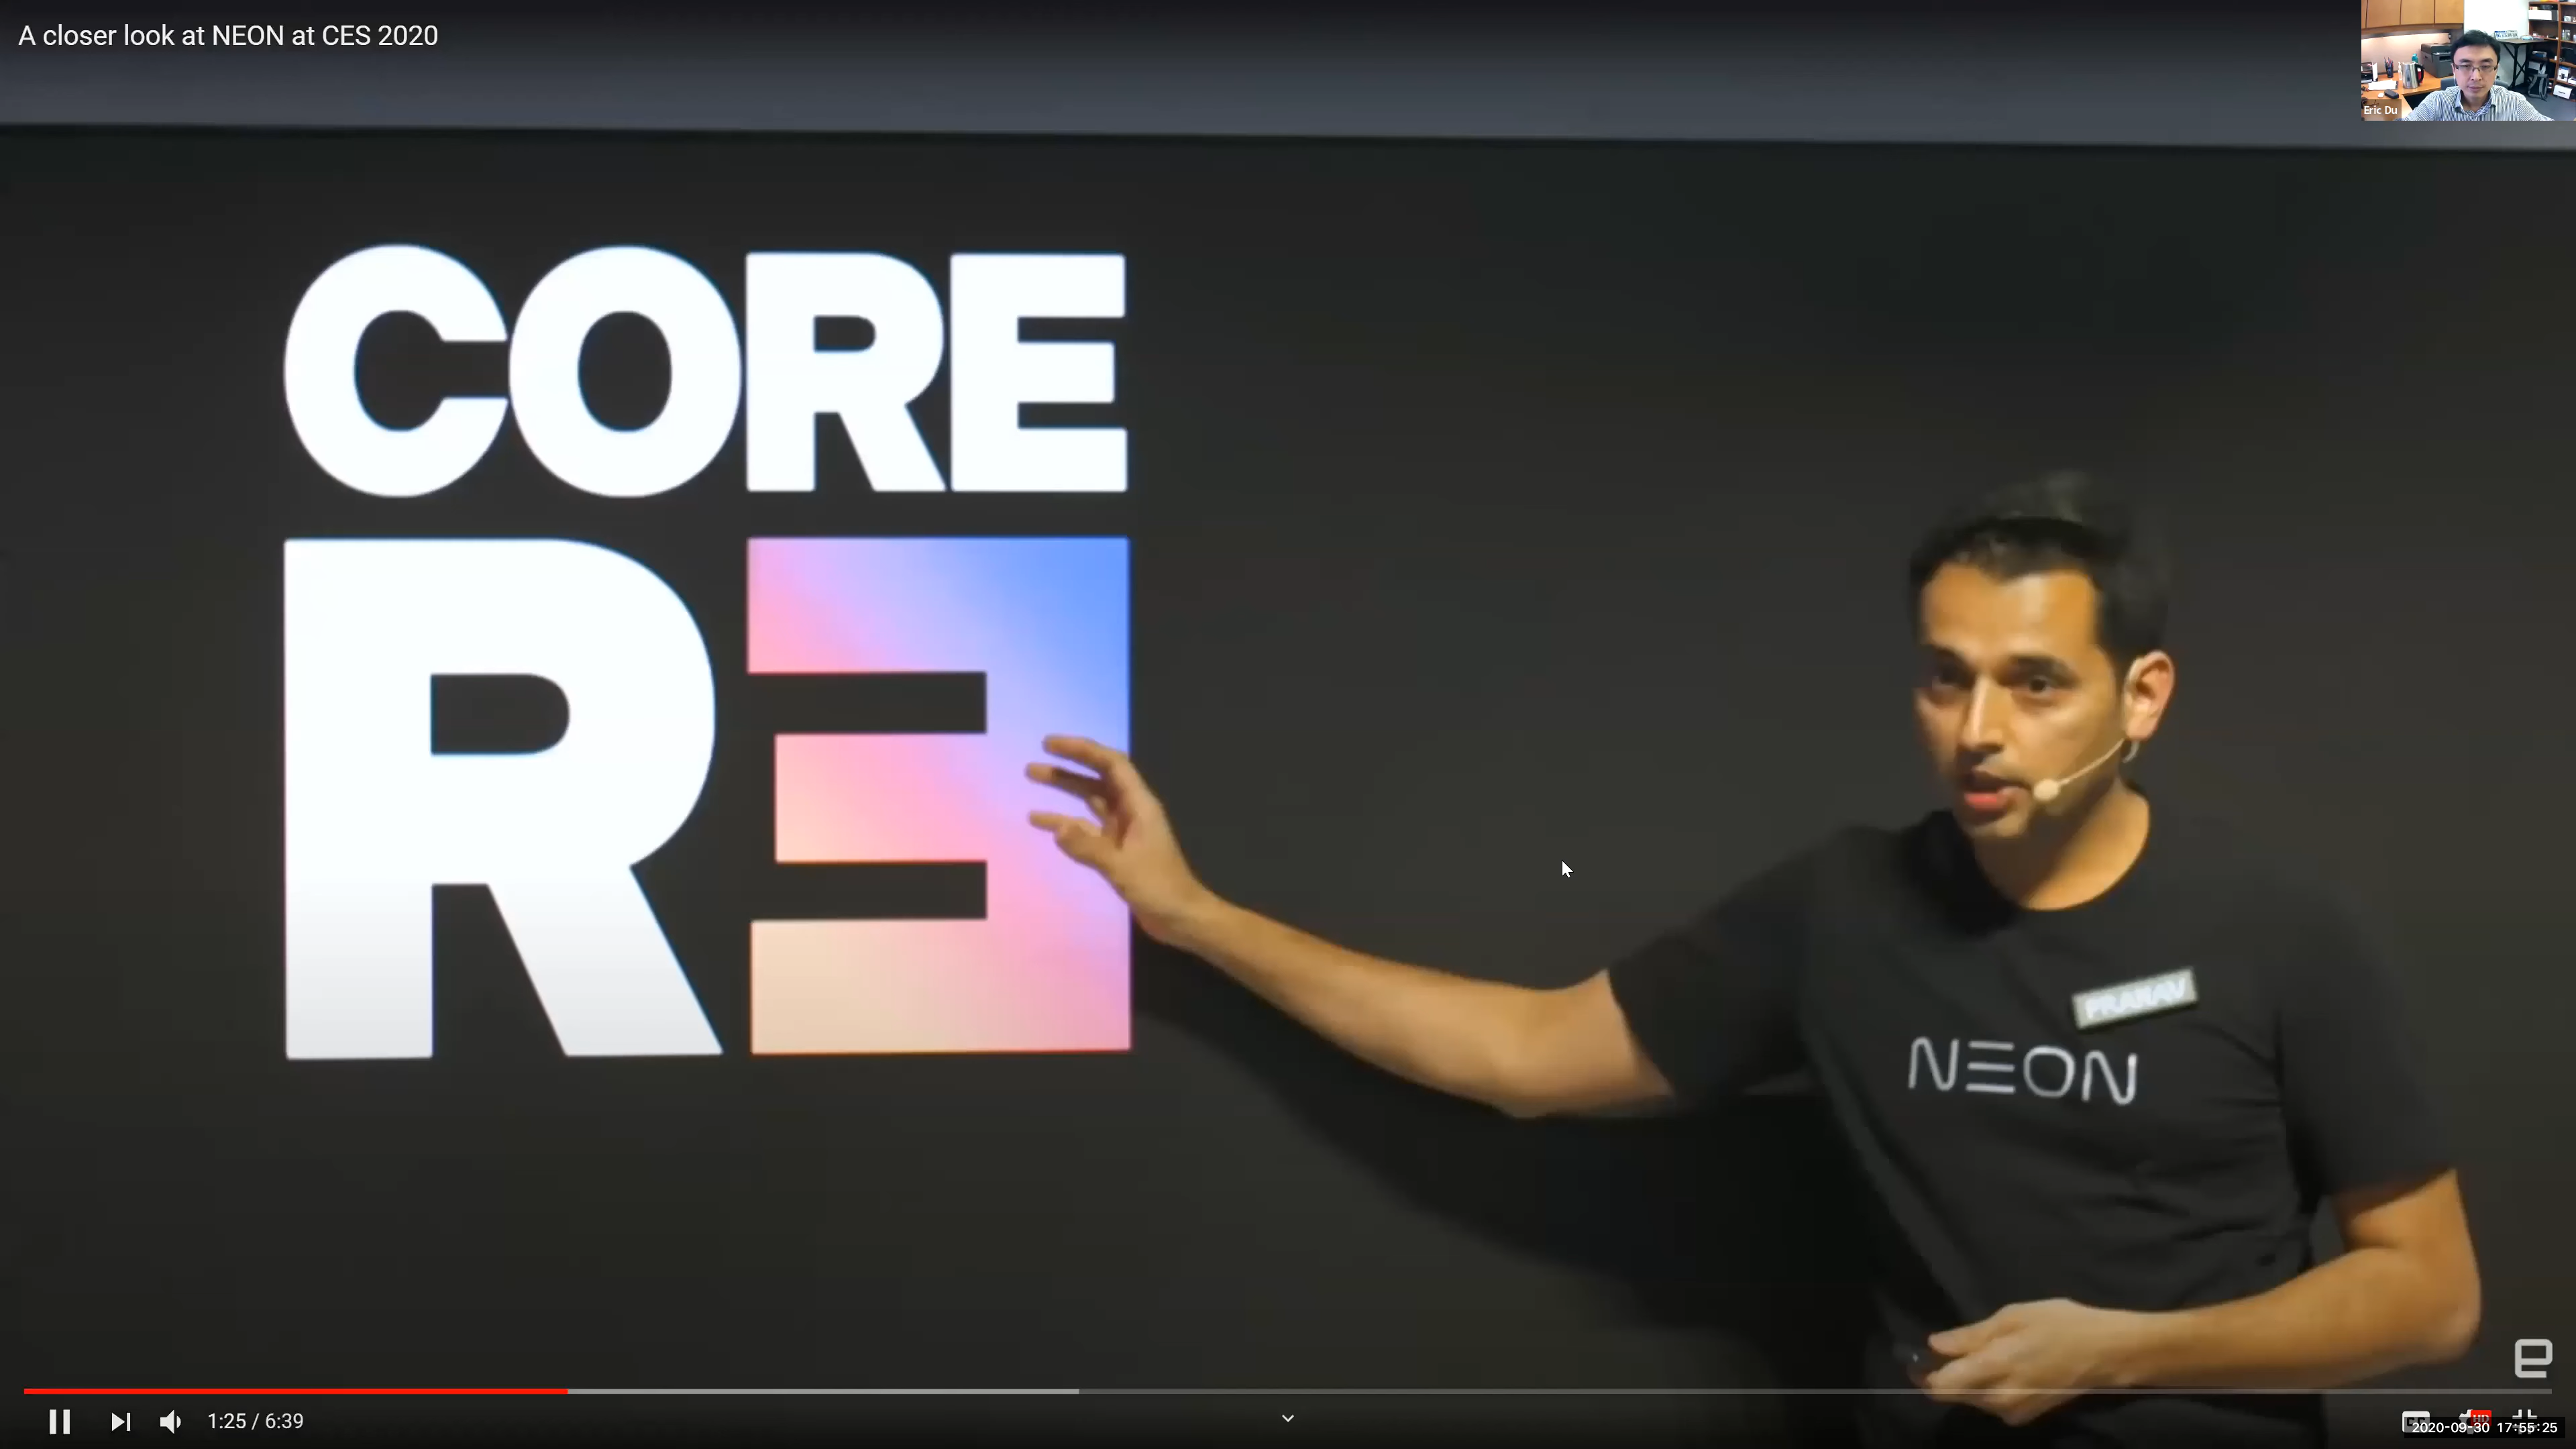 A closer look at NEON at CES 2020
Eric Du
CORE
RE
PRANAV
NEON
1:25 / 6:39
2020-09-30 17:55:25